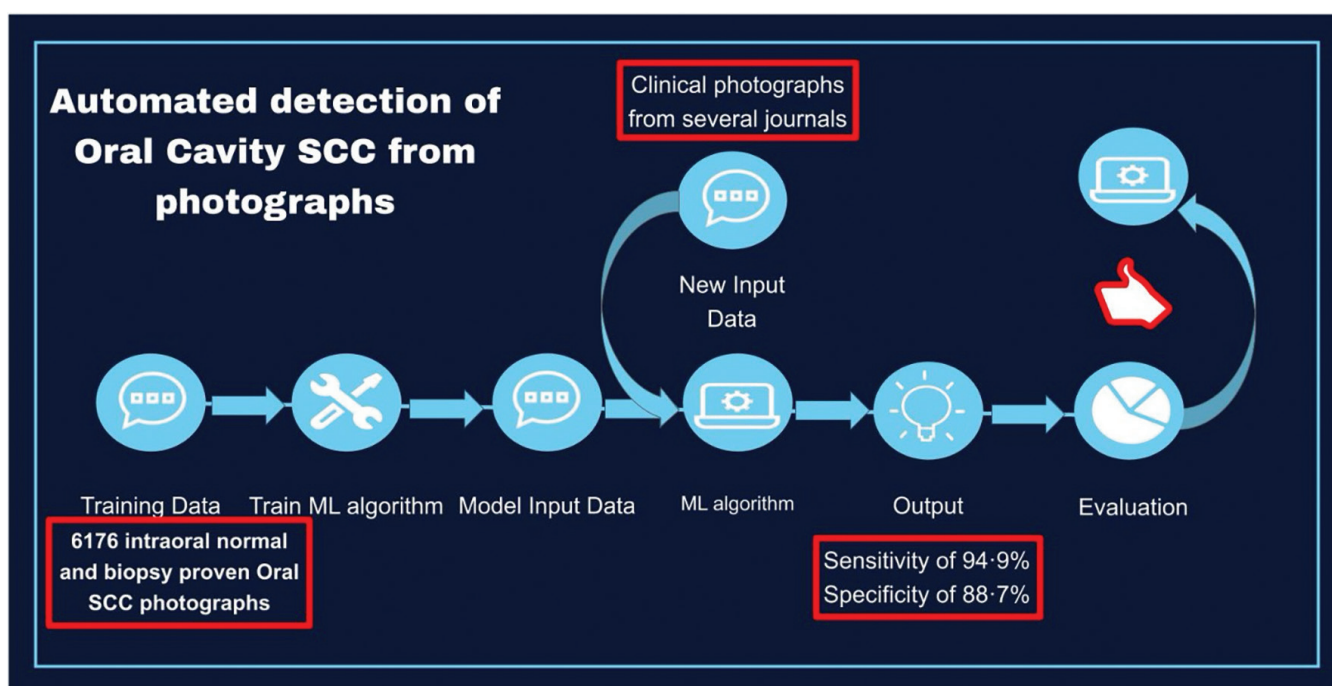 Automated detection of
Oral Cavity SCC from
photographs
Clinical photographs
from several journals
New Input
Data
Training Data
Train ML algorithm
Model Input Data
ML algorithm
Output
Evaluation
6176 intraoral normal
and biopsy proven Oral
SCC photographs
Sensitivity of 94·9%
Specificity of 88·7%